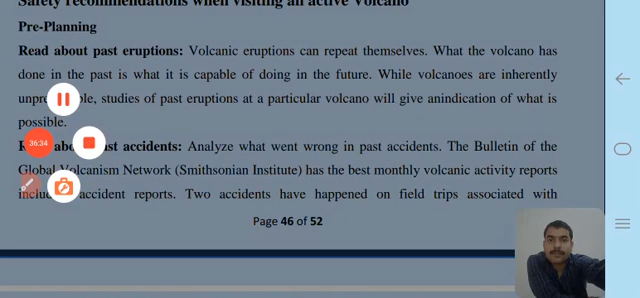 Safety recommendations when visiting an active Volcano
Pre-Planning
Read about past eruptions: Volcanic eruptions can repeat themselves. What the volcano has
done in the past is what it is capable of doing in the future. While volcanoes are inherently
studies of past eruptions at a particular volcano will give anindication of what is
possible.
accidents: Analyze what went wrong in past accidents. The Bulletin of the
Global Volcanism Network (Smithsonian Institute) has the best monthly volcanic activity reports
accident reports. Two accidents have happened on field trips associated with
Page 46 of 52
36:34